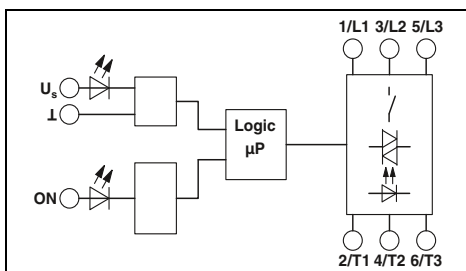 1/L1 3/L2 5/L3
Us
⊥
Logic
µP
ON
2/T1 4/T2 6/T3